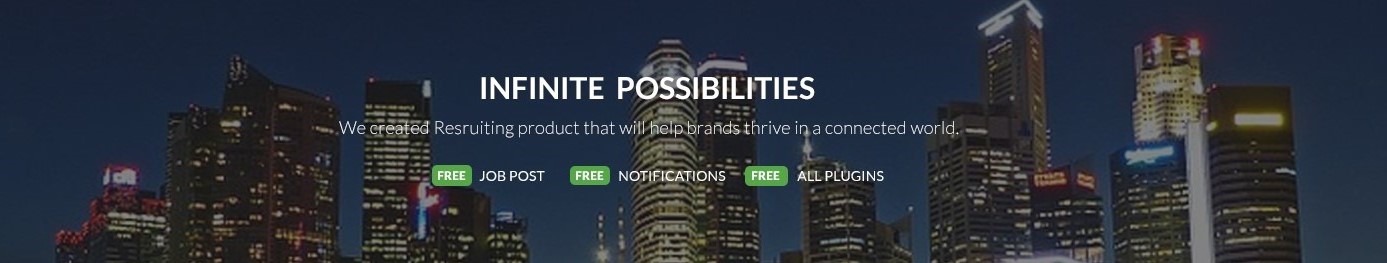 INFINITE POSSIBILITIES
We created Resruiting product that will help brands thrive in a connected world.
FREE JOB POST FREE NOTIFICATIONS FREE ALL PLUGINS